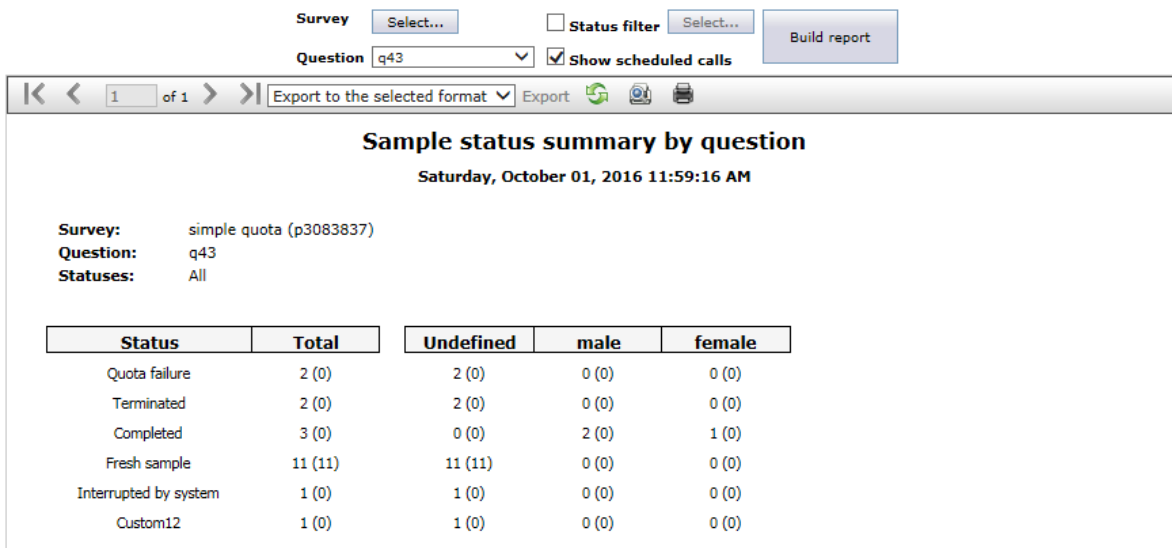 Survey Select... Status filter Select... Build report
Question q43 Show scheduled calls
1 of 1 Export to the selected format Export
Sample status summary by question
Saturday, October 01, 2016 11:59:16 AM
Survey: simple quota (p3083837)
Question: q43
Statuses: All
Status Total Undefined male female
Quota failure 2 (0) 2 (0) 0 (0) 0 (0)
Terminated 2 (0) 2 (0) 0 (0) 0 (0)
Completed 3 (0) 0 (0) 2 (0) 1 (0)
Fresh sample 11 (11) 11 (11) 0 (0) 0 (0)
Interrupted by system 1 (0) 1 (0) 0 (0) 0 (0)
Custom12 1 (0) 1 (0) 0 (0) 0 (0)